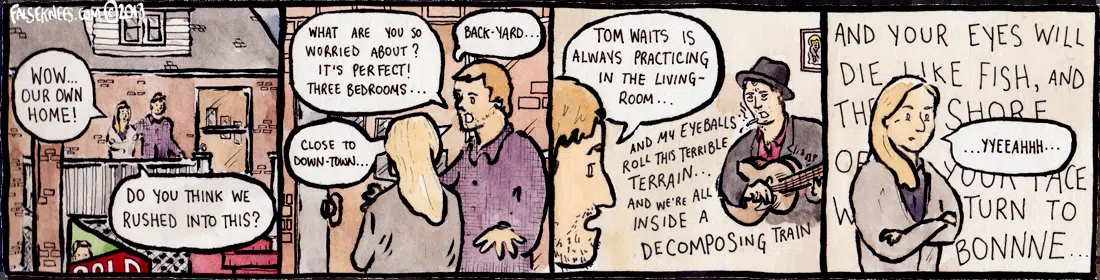 FALSEKNEES.COM ©2013
WOW...
OUR OWN
HOME!
DO YOU THINK WE
RUSHED INTO THIS?
SOLD
WHAT ARE YOU SO
WORRIED ABOUT?
IT'S PERFECT!
THREE BEDROOMS...
BACK-YARD...
CLOSE TO
DOWN-TOWN...
TOM WAITS IS
ALWAYS PRACTICING
IN THE LIVING-
ROOM...
AND MY EYEBALLS
ROLL THIS TERRIBLE
TERRAIN...
AND WE'RE ALL
INSIDE A
DECOMPOSING TRAIN
AND YOUR EYES WILL
DIE LIKE FISH, AND
SHORE
YOUR FACE
TURN TO
BONNNE...
...YYEEAHHH...